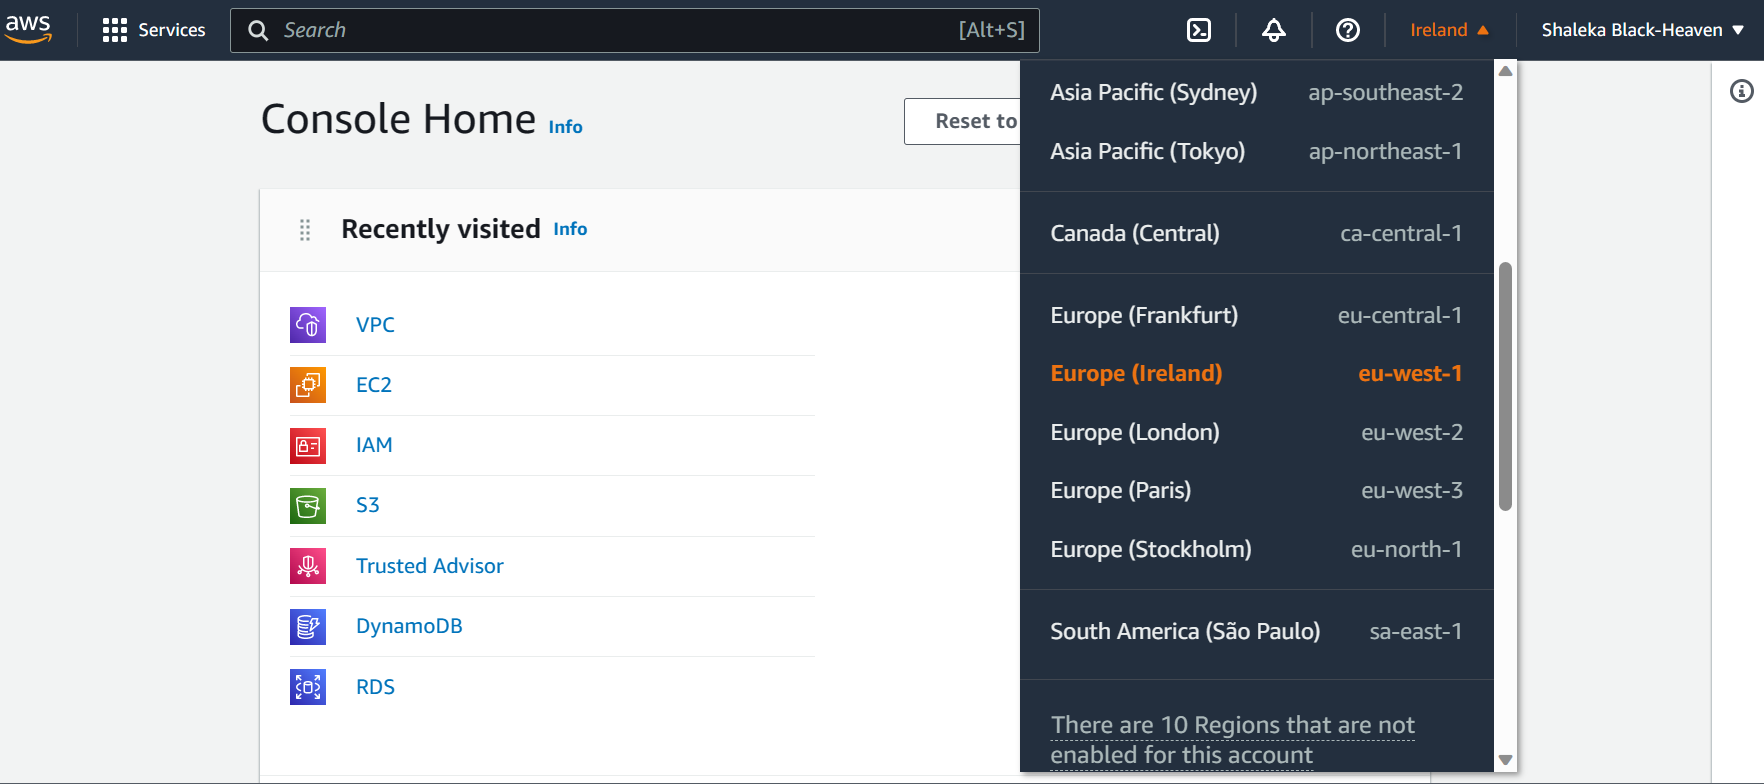 aws
Services
Search [Alt+S]
Ireland
Shaleka Black-Heaven
Console Home Info
Reset to
Recently visited Info
VPC
EC2
IAM
S3
Trusted Advisor
DynamoDB
RDS
Asia Pacific (Sydney) ap-southeast-2
Asia Pacific (Tokyo) ap-northeast-1
Canada (Central) ca-central-1
Europe (Frankfurt) eu-central-1
Europe (Ireland) eu-west-1
Europe (London) eu-west-2
Europe (Paris) eu-west-3
Europe (Stockholm) eu-north-1
South America (São Paulo) sa-east-1
There are 10 Regions that are not
enabled for this account